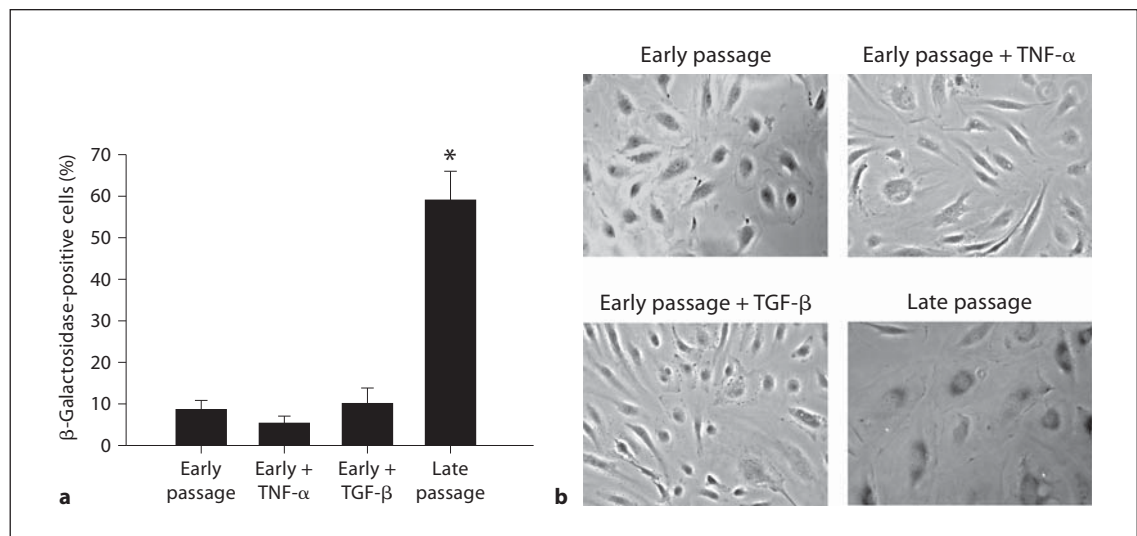 70
60
50
40
30
20
10
0
β-Galactosidase-positive cells (%)
*
Early
passage
Early +
TNF-α
Early +
TGF-β
Late
passage
a
Early passage
Early passage + TNF-α
Early passage + TGF-β
Late passage
b